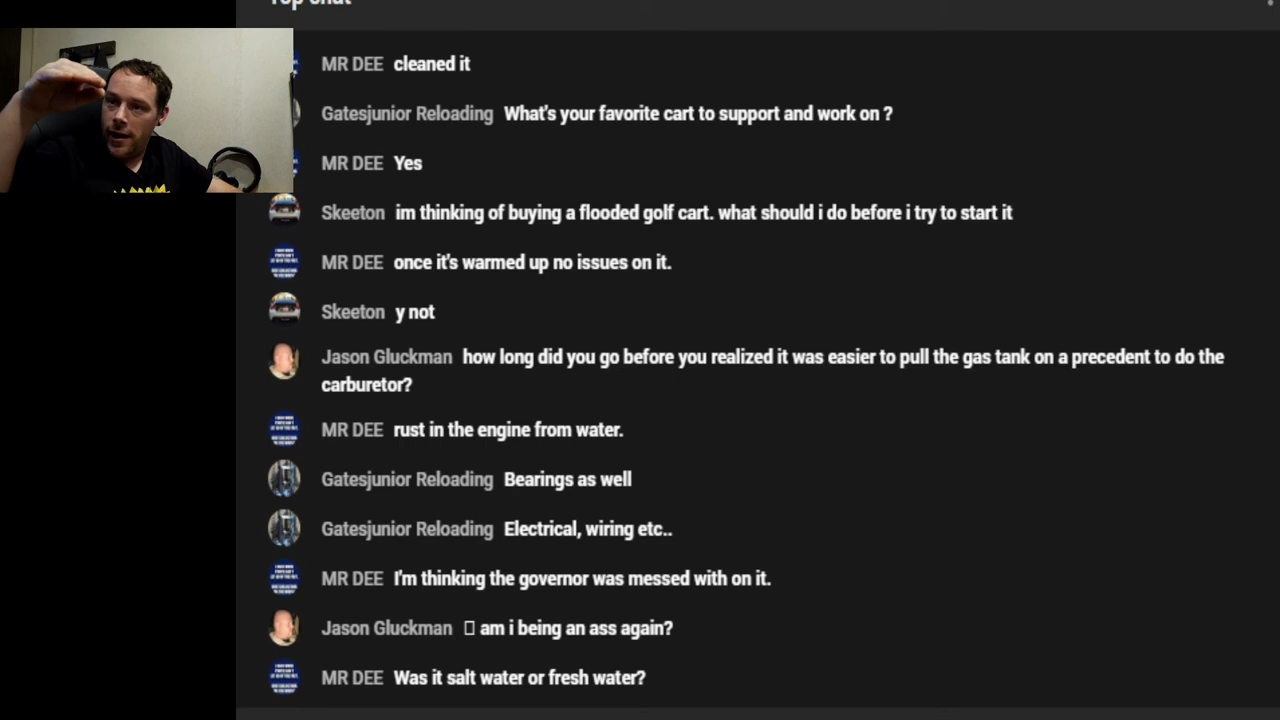 Top chat
MR DEE cleaned it
Gatesjunior Reloading What's your favorite cart to support and work on ?
MR DEE Yes
Skeeton im thinking of buying a flooded golf cart. what should i do before i try to start it
MR DEE once it's warmed up no issues on it.
Skeeton y not
Jason Gluckman how long did you go before you realized it was easier to pull the gas tank on a precedent to do the
carburetor?
MR DEE rust in the engine from water.
Gatesjunior Reloading Bearings as well
Gatesjunior Reloading Electrical, wiring etc..
MR DEE I'm thinking the governor was messed with on it.
Jason Gluckman ▯ am i being an ass again?
MR DEE Was it salt water or fresh water?